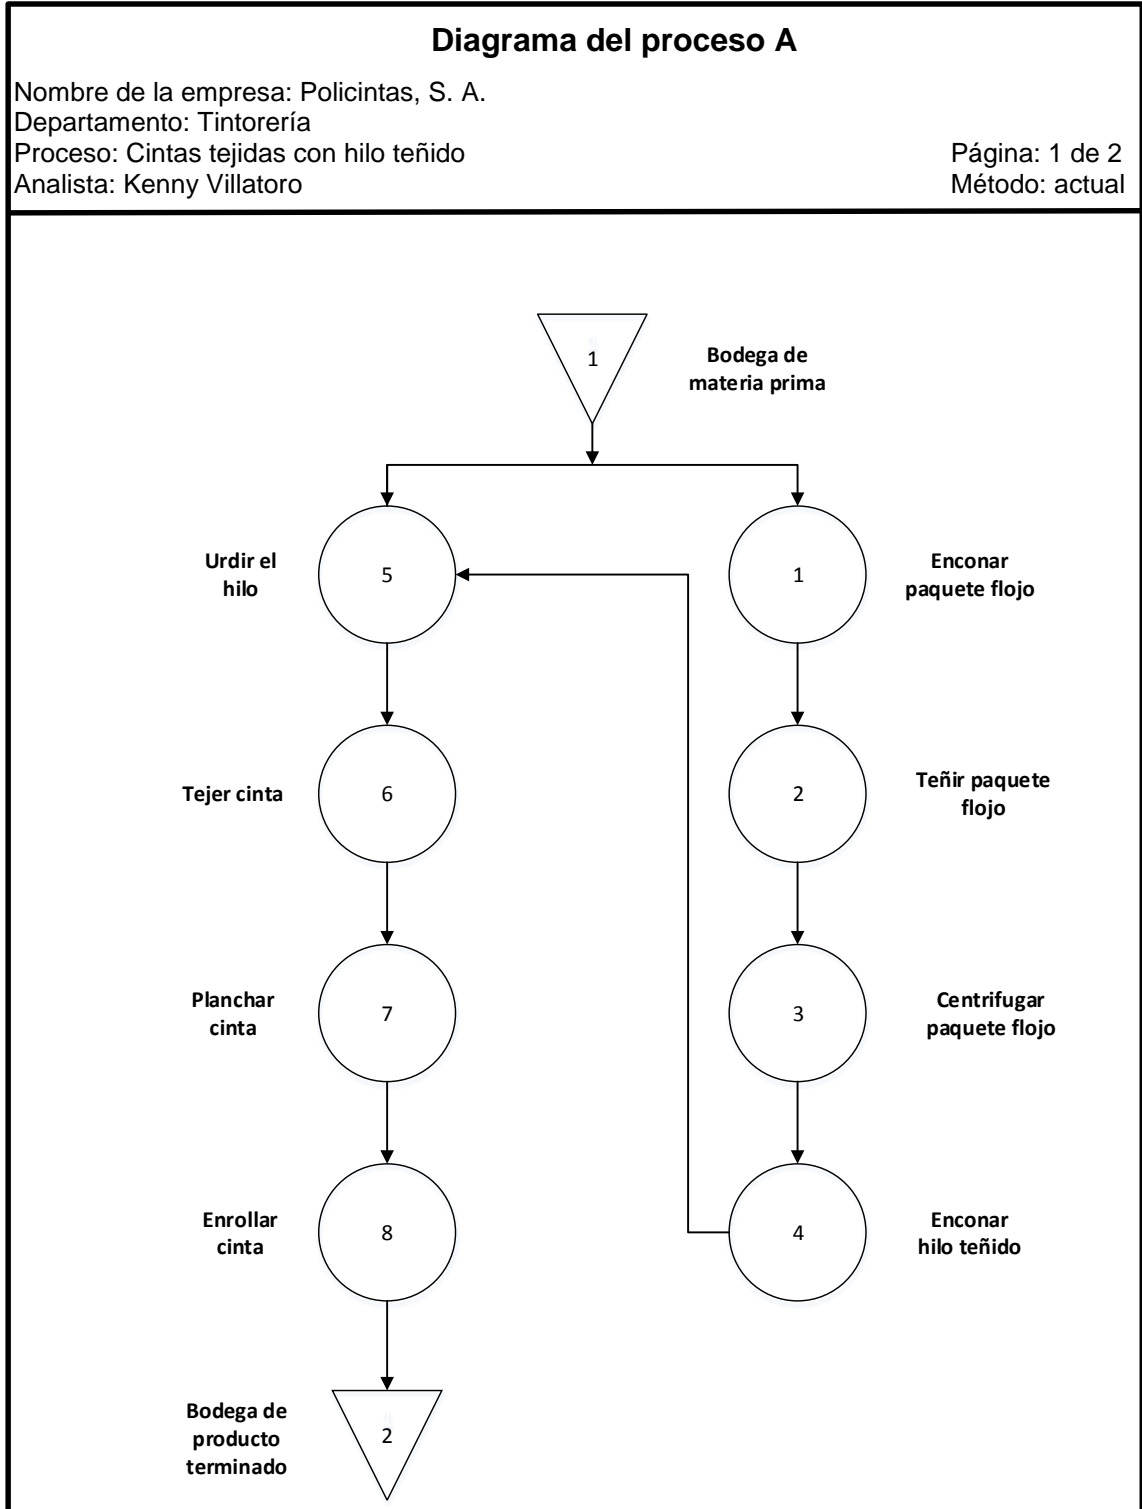 Diagrama del proceso A
Nombre de la empresa: Policintas, S. A.
Departamento: Tintorería
Proceso: Cintas tejidas con hilo teñido
Página: 1 de 2
Analista: Kenny Villatoro
Método: actual
1
Bodega de
materia prima
Urdir el
hilo
5
1
Enconar
paquete flojo
Tejer cinta
6
2
Teñir paquete
flojo
Planchar
cinta
7
3
Centrifugar
paquete flojo
Enrollar
cinta
8
4
Enconar
hilo teñido
Bodega de
producto
terminado
2